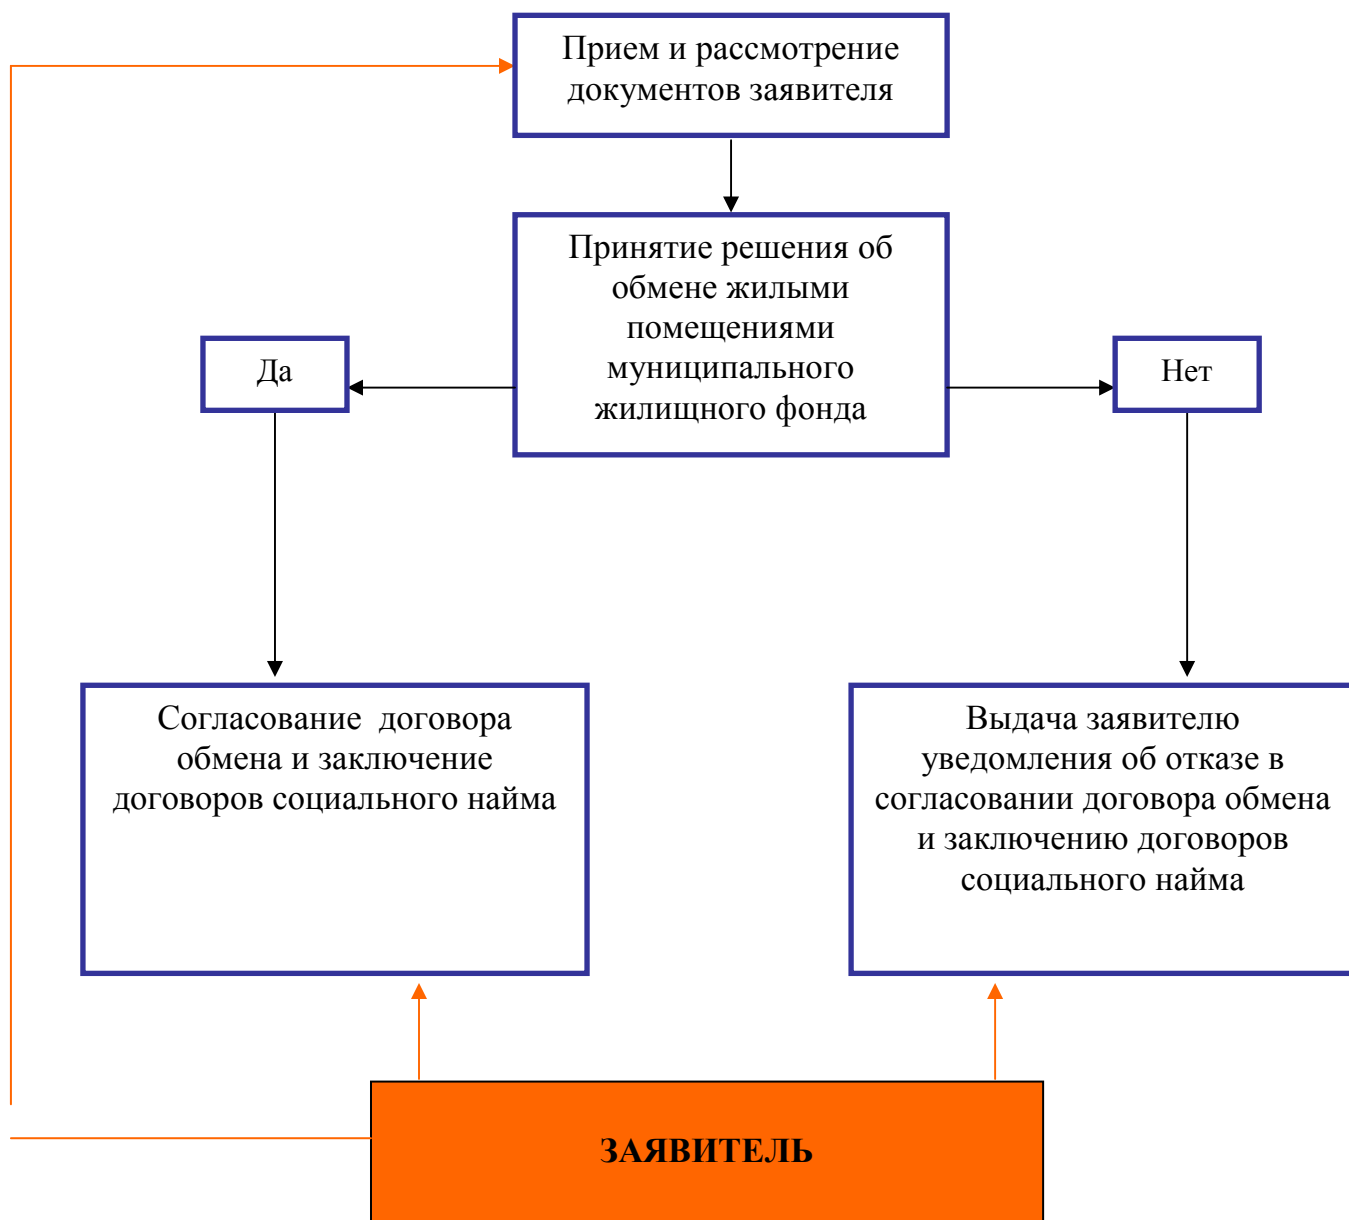 Прием и рассмотрение
документов заявителя
Принятие решения об
обмене жилыми
помещениями
муниципального
жилищного фонда
Да
Нет
Согласование договора
обмена и заключение
договоров социального найма
Выдача заявителю
уведомления об отказе в
согласовании договора обмена
и заключению договоров
социального найма
ЗАЯВИТЕЛЬ